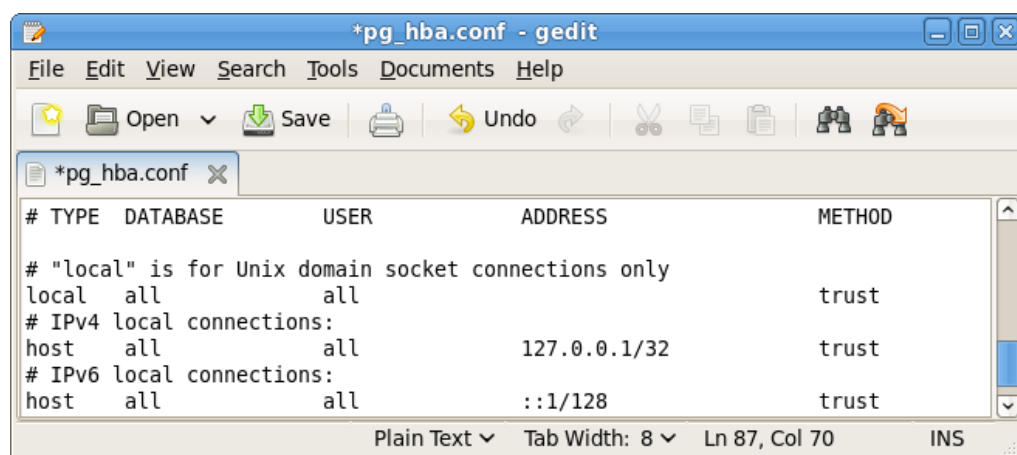 *pg_hba.conf - gedit
File Edit View Search Tools Documents Help
Open Save Undo
*pg_hba.conf
# TYPE  DATABASE        USER            ADDRESS                 METHOD
# "local" is for Unix domain socket connections only
local   all             all                                     trust
# IPv4 local connections:
host    all             all             127.0.0.1/32            trust
# IPv6 local connections:
host    all             all             ::1/128                 trust
Plain Text Tab Width: 8 Ln 87, Col 70 INS